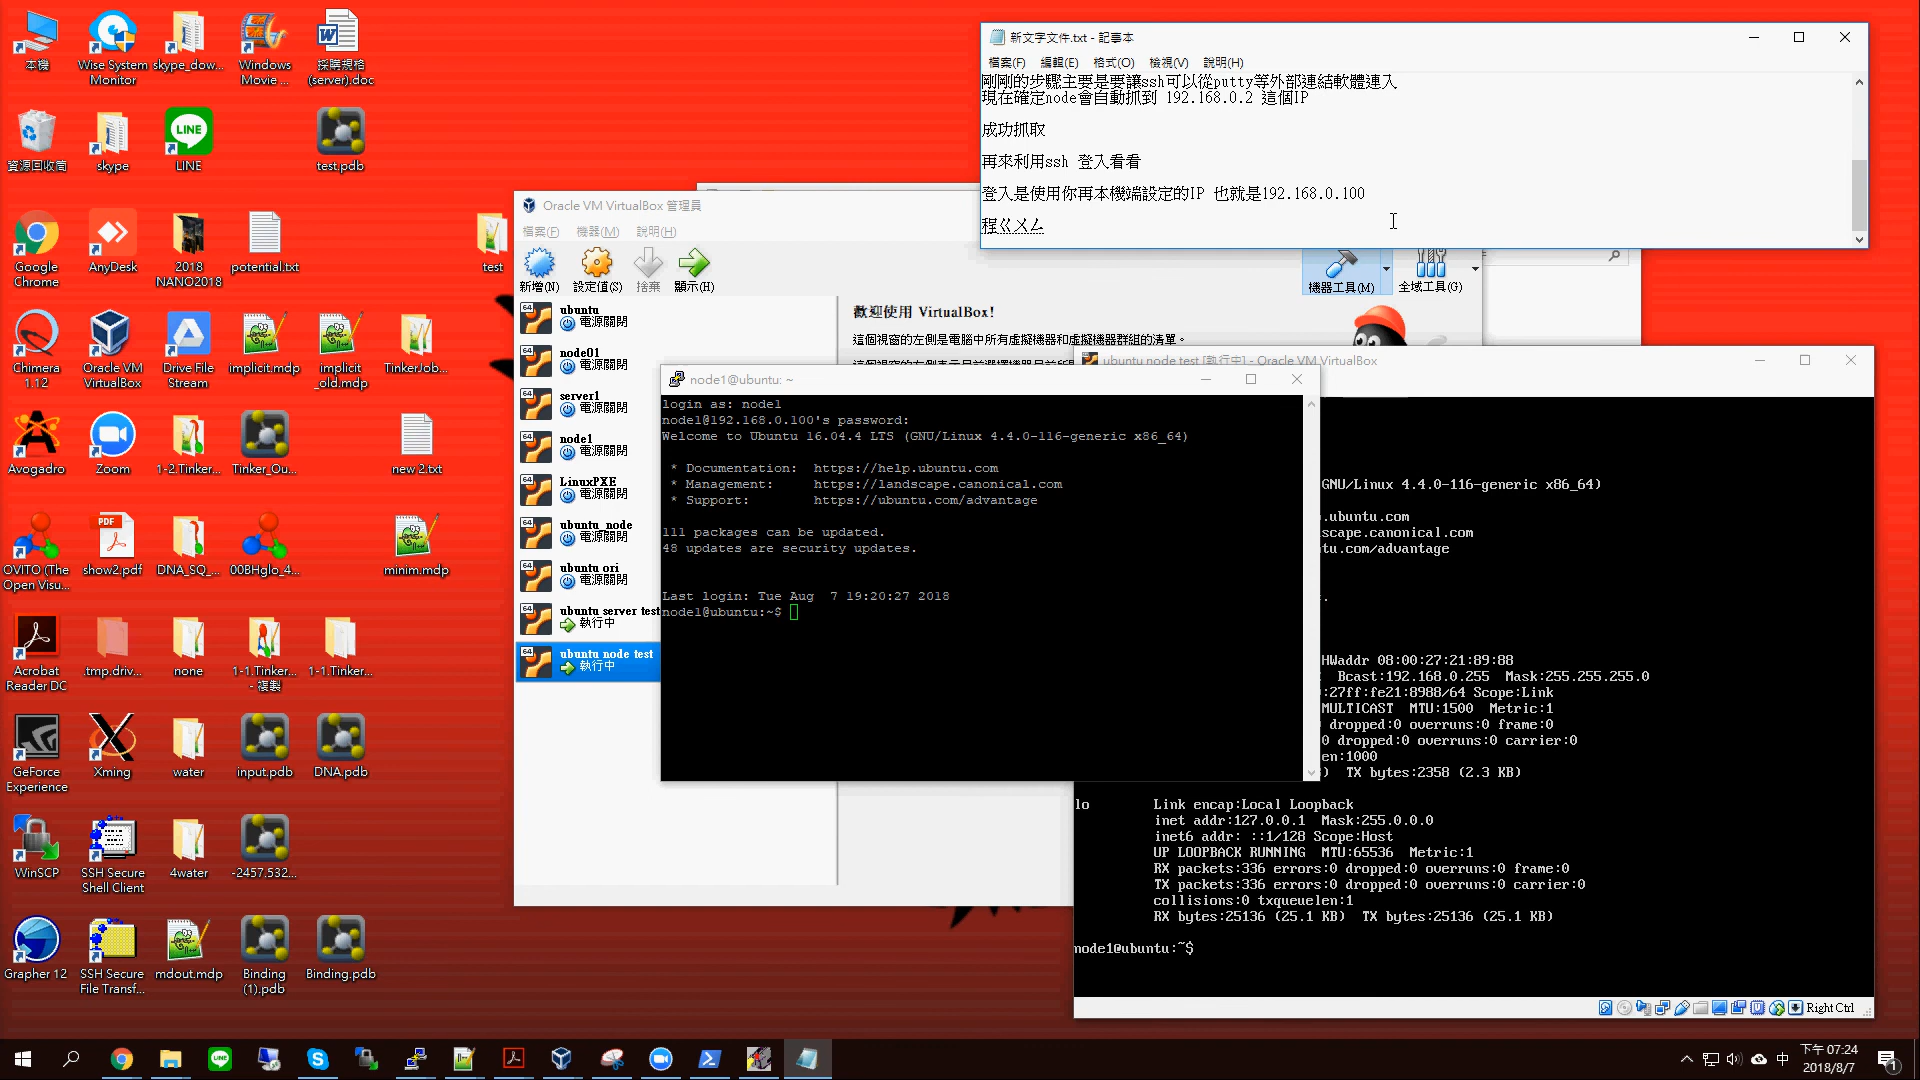 本機
Wise System Monitor
skype_dow...
Windows Movie ...
採購規格 (server).doc
資源回收筒
skype
LINE
test.pdb
Google Chrome
AnyDesk
2018 NANO2018
potential.txt
test
Chimera 1.12
Oracle VM VirtualBox
Drive File Stream
implicit.mdp
implicit_old.mdp
TinkerJob...
Avogadro
Zoom
1-2.Tinker...
Tinker_Ou...
new 2.txt
OVITO (The Open Visu...
show2.pdf
DNA_SQ_...
00BHglo_4...
minim.mdp
Acrobat Reader DC
.tmp.driv...
none
1-1.Tinker... - 複製
1-1.Tinker...
GeForce Experience
Xming
water
input.pdb
DNA.pdb
WinSCP
SSH Secure Shell Client
4water
-2457.532...
Grapher 12
SSH Secure File Transf...
mdout.mdp
Binding (1).pdb
Binding.pdb
新文字文件.txt - 記事本
檔案(F) 編輯(E) 格式(O) 檢視(V) 說明(H)
剛剛的步驟主要是要讓ssh可以從putty等外部連結軟體連入
現在確定node會自動抓到 192.168.0.2 這個IP
成功抓取
再來利用ssh 登入看看
登入是使用你再本機端設定的IP 也就是192.168.0.100
程ㄍㄨㄥ
Oracle VM VirtualBox 管理員
檔案(F) 機器(M) 說明(H)
新增(N) 設定值(S) 捨棄 顯示(H)
機器工具(M) 全域工具(G)
ubuntu
電源關閉
node01
電源關閉
server1
電源關閉
node1
電源關閉
LinuxPXE
電源關閉
ubuntu_node
電源關閉
ubuntu ori
電源關閉
ubuntu server test
執行中
ubuntu node test
執行中
歡迎使用 VirtualBox!
這個視窗的左側是電腦中所有虛擬機器和虛擬機器群組的清單。
node1@ubuntu: ~
login as: node1
node1@192.168.0.100's password:
Welcome to Ubuntu 16.04.4 LTS (GNU/Linux 4.4.0-116-generic x86_64)
* Documentation:  https://help.ubuntu.com
* Management:     https://landscape.canonical.com
* Support:        https://ubuntu.com/advantage
111 packages can be updated.
48 updates are security updates.
Last login: Tue Aug  7 19:20:27 2018
node1@ubuntu:~$
ubuntu node test [執行中] - Oracle VM VirtualBox
GNU/Linux 4.4.0-116-generic x86_64)
.ubuntu.com
scape.canonical.com
tu.com/advantage
.
HWaddr 08:00:27:21:89:88
Bcast:192.168.0.255  Mask:255.255.255.0
:27ff:fe21:8988/64 Scope:Link
MULTICAST  MTU:1500  Metric:1
dropped:0 overruns:0 frame:0
0 dropped:0 overruns:0 carrier:0
en:1000
)  TX bytes:2358 (2.3 KB)
lo        Link encap:Local Loopback
inet addr:127.0.0.1  Mask:255.0.0.0
inet6 addr: ::1/128 Scope:Host
UP LOOPBACK RUNNING  MTU:65536  Metric:1
RX packets:336 errors:0 dropped:0 overruns:0 frame:0
TX packets:336 errors:0 dropped:0 overruns:0 carrier:0
collisions:0 txqueuelen:1
RX bytes:25136 (25.1 KB)  TX bytes:25136 (25.1 KB)
node1@ubuntu:~$
Right Ctrl
中
下午 07:24
2018/8/7
1